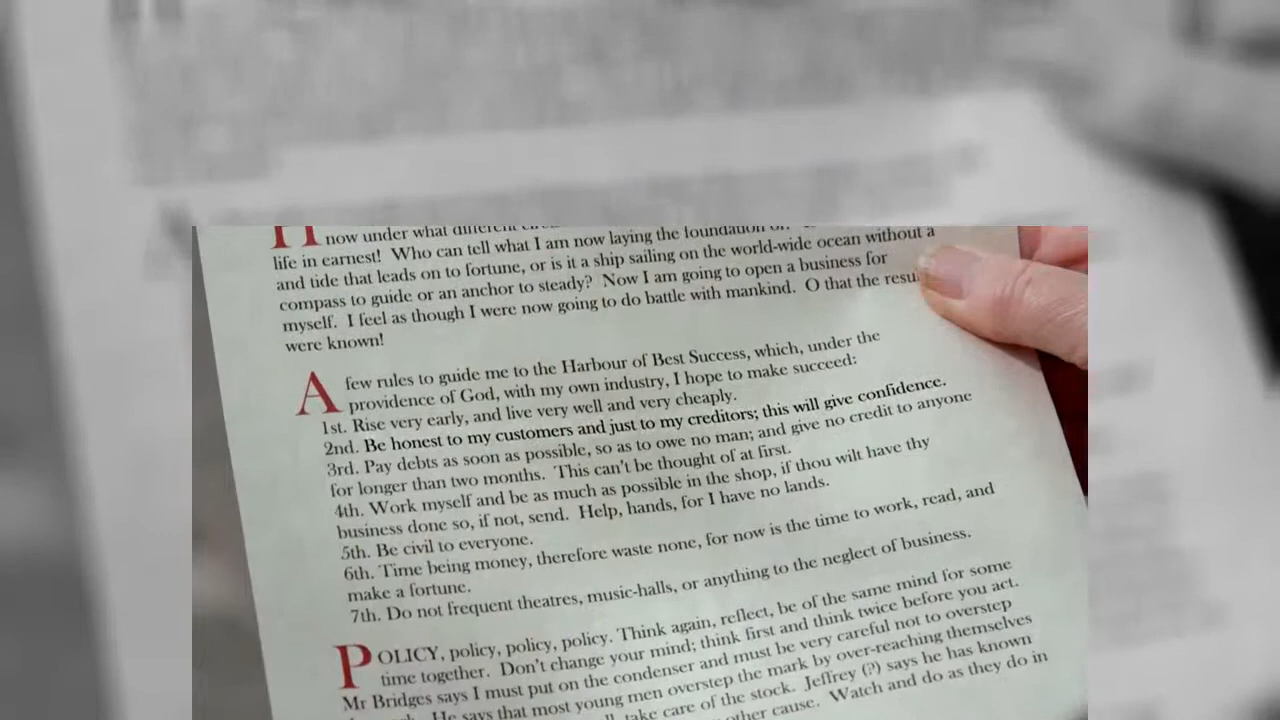 now under what different
life in earnest! Who can tell what I am now laying the foundation of.
and tide that leads on to fortune, or is it a ship sailing on the world-wide ocean without a
compass to guide or an anchor to steady? Now I am going to open a business for
myself. I feel as though I were now going to do battle with mankind. O that the resu
were known!
A few rules to guide me to the Harbour of Best Success, which, under the
providence of God, with my own industry, I hope to make succeed:
1st. Rise very early, and live very well and very cheaply.
2nd. Be honest to my customers and just to my creditors; this will give confidence.
3rd. Pay debts as soon as possible, so as to owe no man; and give no credit to anyone
for longer than two months. This can't be thought of at first.
4th. Work myself and be as much as possible in the shop, if thou wilt have thy
business done so, if not, send. Help, hands, for I have no lands.
5th. Be civil to everyone.
6th. Time being money, therefore waste none, for now is the time to work, read, and
make a fortune.
7th. Do not frequent theatres, music-halls, or anything to the neglect of business.
POLICY, policy, policy, policy. Think again, reflect, be of the same mind for some
time together. Don't change your mind; think first and think twice before you act.
Mr Bridges says I must put on the condenser and must be very careful not to overstep
He says that most young men overstep the mark by over-reaching themselves
take care of the stock. Jeffrey (?) says he has known
other cause. Watch and do as they do in